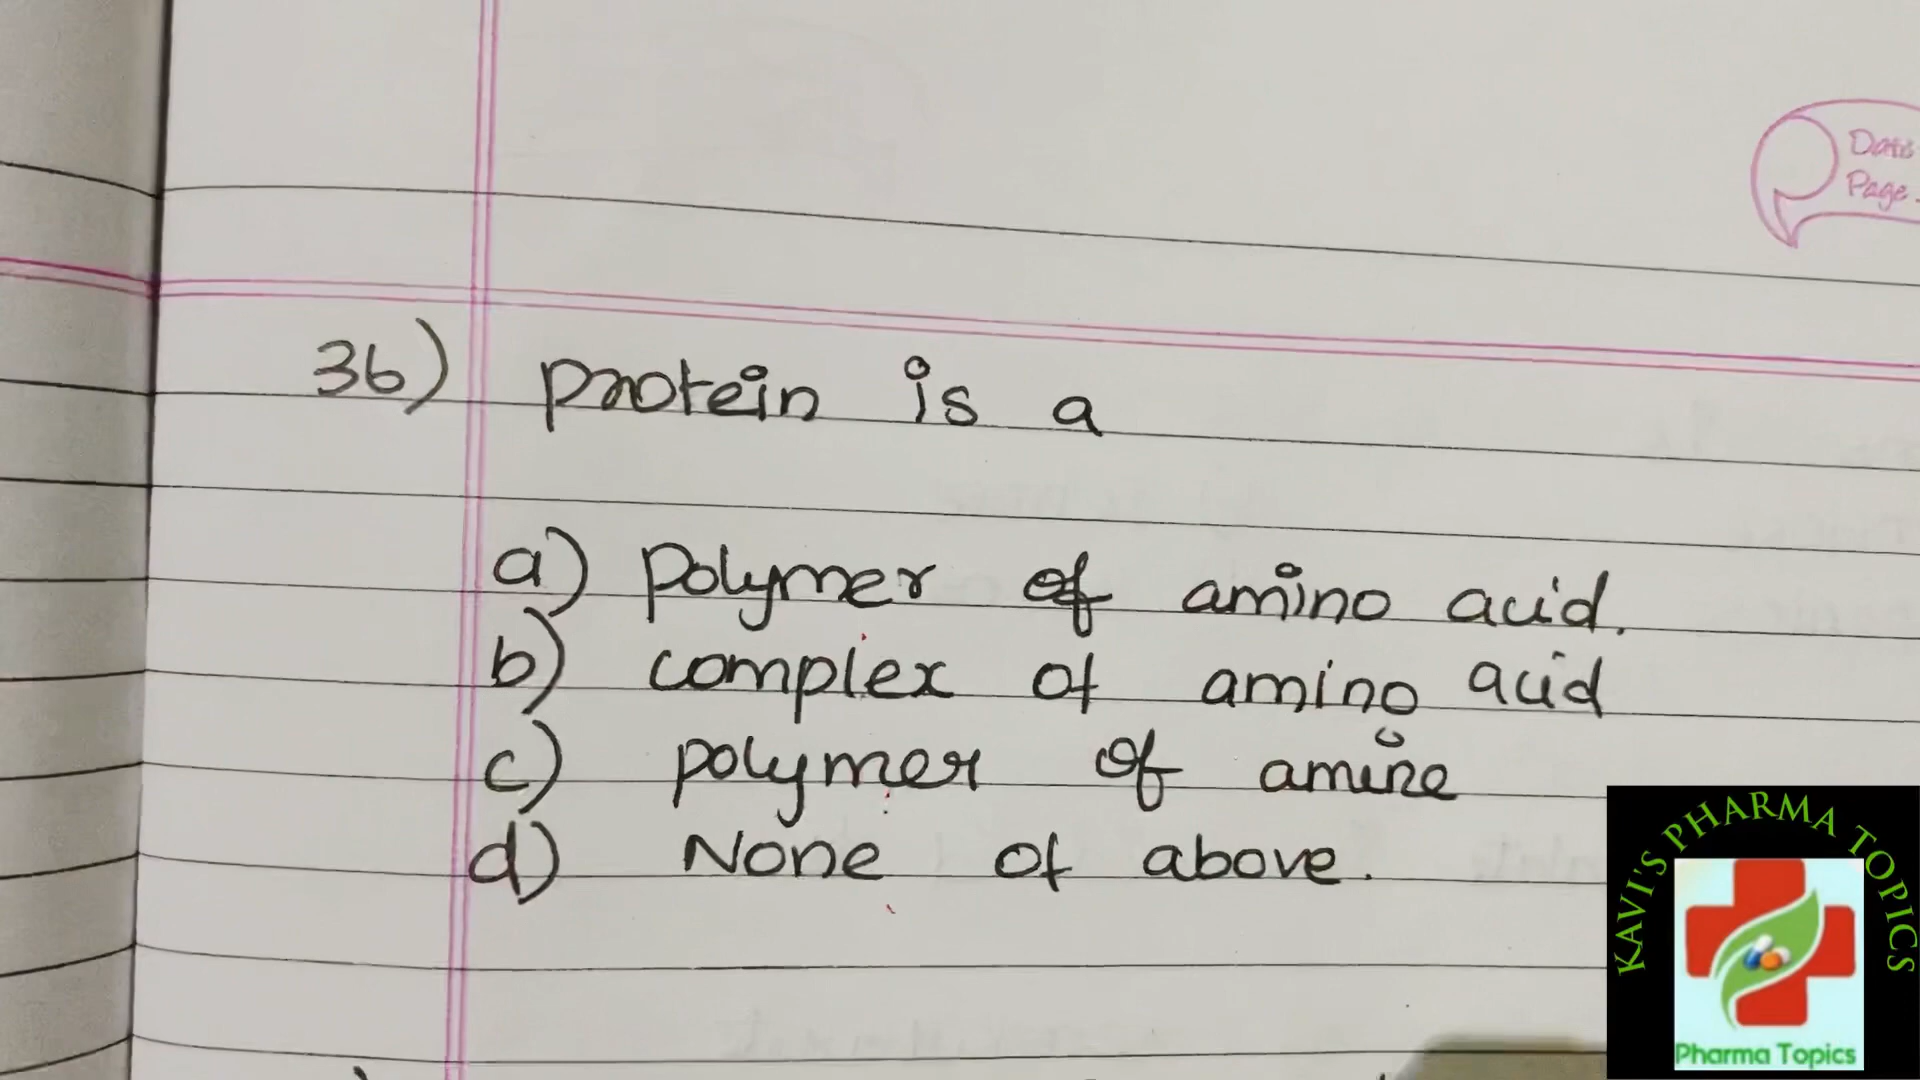 Date
Page
36) Protein is a
a) Polymer of amino acid.
b) complex of amino acid
c) polymer of amine
d) None of above.
KAVI'S PHARMA TOPICS
Pharma Topics